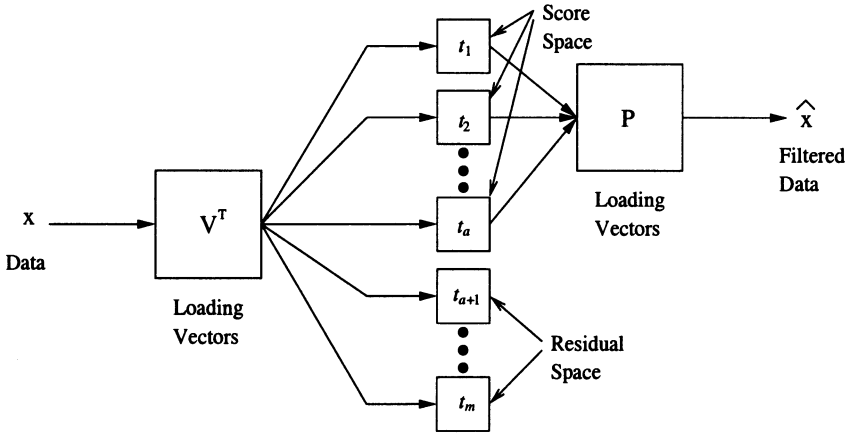 Score
Space
t1
t2
ta
ta+1
tm
P
x̂
Filtered
Data
Loading
Vectors
x
Data
V^T
Loading
Vectors
Residual
Space